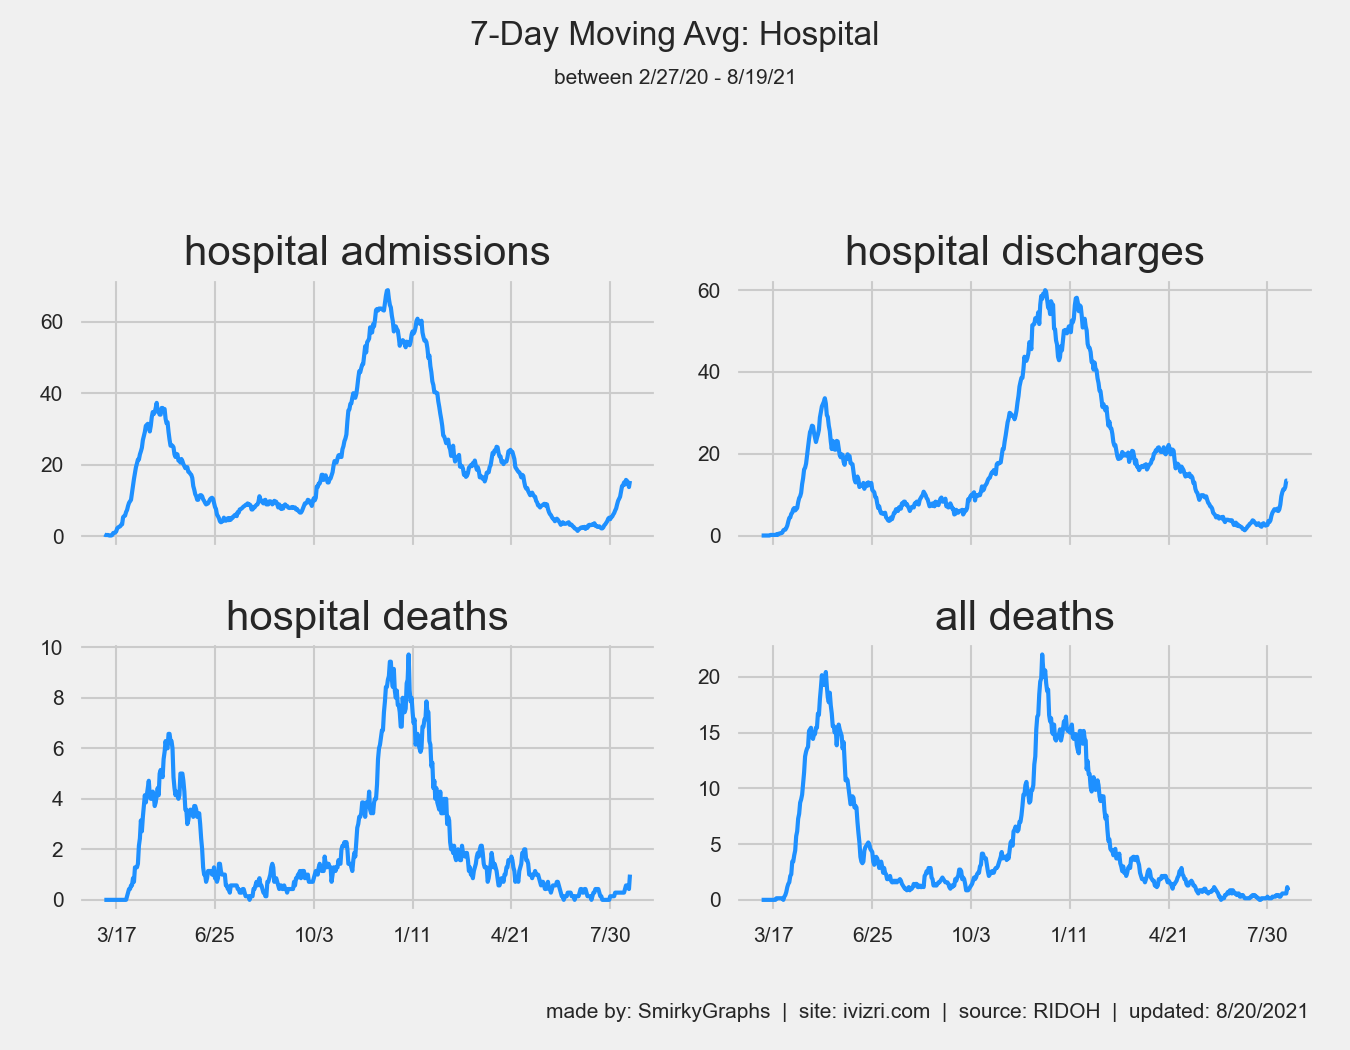 7-Day Moving Avg: Hospital
between 2/27/20 - 8/19/21
hospital admissions
60
40
20
0
hospital discharges
60
40
20
0
hospital deaths
10
8
6
4
2
0
3/17 6/25 10/3 1/11 4/21 7/30
all deaths
20
15
10
5
0
3/17 6/25 10/3 1/11 4/21 7/30
made by: SmirkyGraphs | site: ivizri.com | source: RIDOH | updated: 8/20/2021